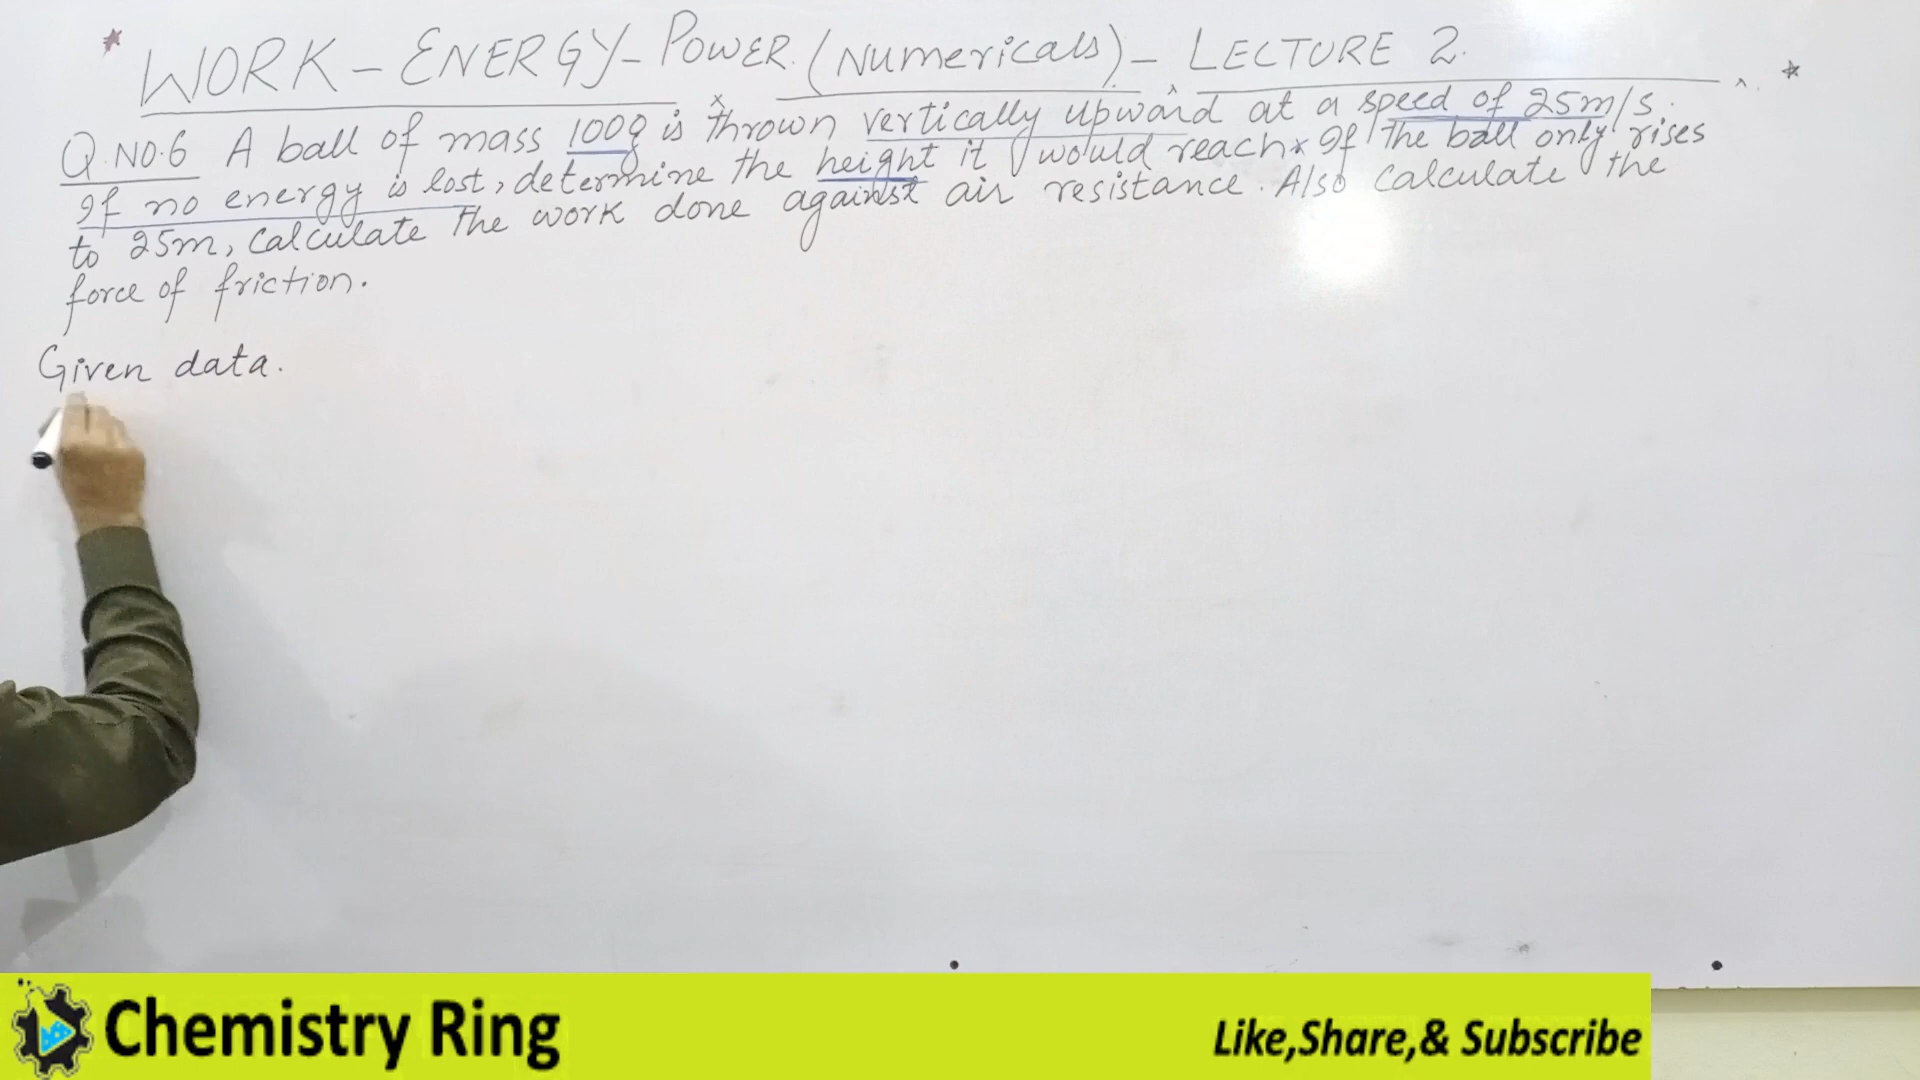 WORK - ENERGY - POWER. (Numericals) - LECTURE 2.
Q.NO.6 A ball of mass 100g is thrown vertically upward at a speed of 25m/s.
If no energy is lost, determine the height it would reach. If the ball only rises
to 25m, calculate the work done against air resistance. Also calculate the
force of friction.
Given data.
Chemistry Ring
Like,Share,& Subscribe